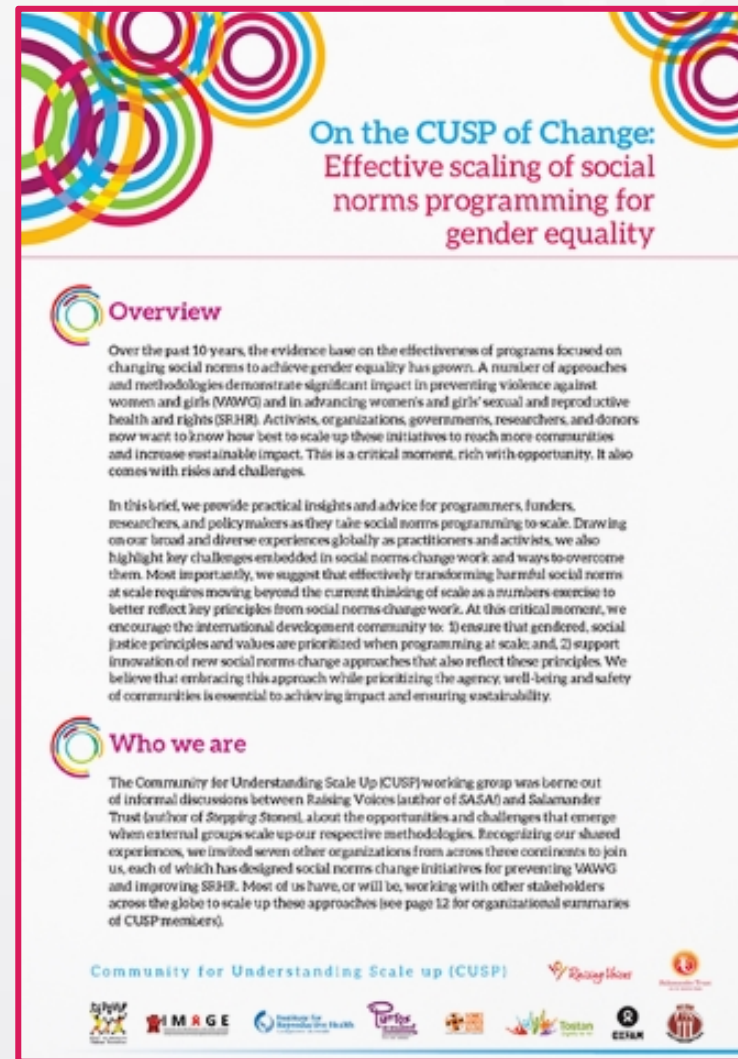 On the CUSP of Change:
Effective scaling of social
norms programming for
gender equality
Overview
Over the past 10 years, the evidence base on the effectiveness of programs focused on
changing social norms to achieve gender equality has grown. A number of approaches
and methodologies demonstrate significant impact in preventing violence against
women and girls (VAWG) and in advancing women's and girls' sexual and reproductive
health and rights (SRHR). Activists, organizations, governments, researchers, and donors
now want to know how best to scale up these initiatives to reach more communities
and increase sustainable impact. This is a critical moment, rich with opportunity. It also
comes with risks and challenges.
In this brief, we provide practical insights and advice for programmers, funders,
researchers, and policymakers as they take social norms programming to scale. Drawing
on our broad and diverse experiences globally as practitioners and activists, we also
highlight key challenges embedded in social norms change work and ways to overcome
them. Most importantly, we suggest that effectively transforming harmful social norms
at scale requires moving beyond the current thinking of scale as a numbers exercise to
better reflect key principles from social norms change work. At this critical moment, we
encourage the international development community to: 1) ensure that gendered, social
justice principles and values are prioritized when programming at scale; and, 2) support
innovation of new social norms change approaches that also reflect these principles. We
believe that embracing this approach while prioritizing the agency, well-being and safety
of communities is essential to achieving impact and ensuring sustainability.
Who we are
The Community for Understanding Scale Up (CUSP) working group was borne out
of informal discussions between Raising Voices (author of SASA!) and Salamander
Trust (author of Stepping Stones), about the opportunities and challenges that emerge
when external groups scale up our respective methodologies. Recognizing our shared
experiences, we invited seven other organizations from across three continents to join
us, each of which has designed social norms change initiatives for preventing VAWG
and improving SRHR. Most of us have, or will be, working with other stakeholders
across the globe to scale up these approaches (see page 12 for organizational summaries
of CUSP members).
Community for Understanding Scale up (CUSP)
Raising Voices
Salamander Trust
IMAGE
Institute for
Reproductive Health
Puntos
Tostan
OXFAM